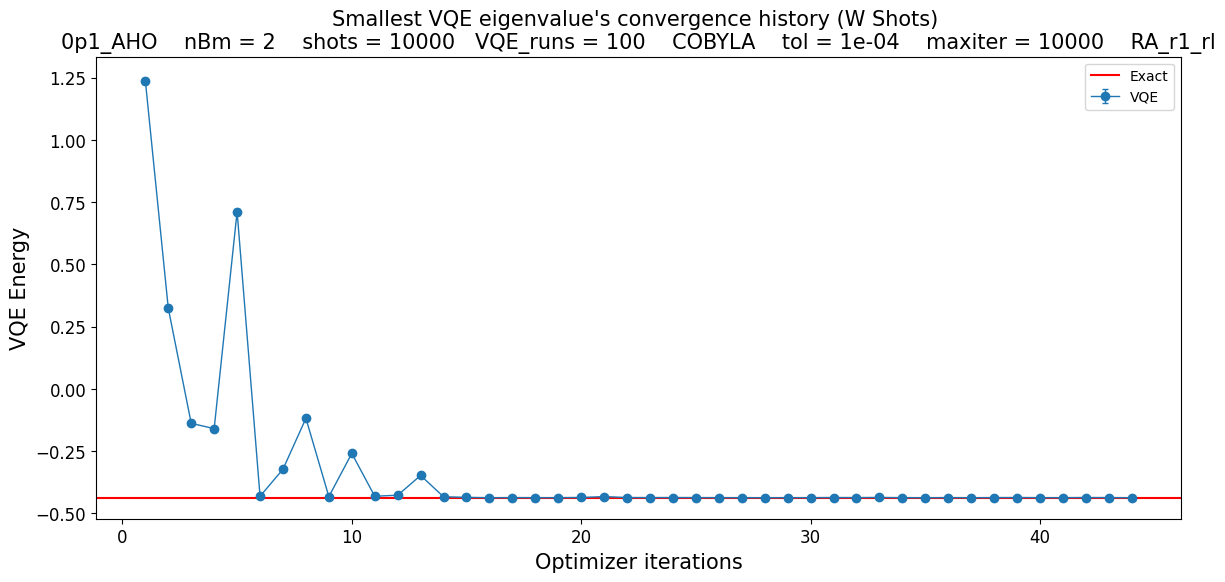 Smallest VQE eigenvalue's convergence history (W Shots)
0p1_AHO    nBm = 2    shots = 10000   VQE_runs = 100    COBYLA    tol = 1e-04    maxiter = 10000    RA_r1_rl
1.25
1.00
0.75
0.50
0.25
0.00
−0.25
−0.50
VQE Energy
Exact
VQE
0
10
20
30
40
Optimizer iterations